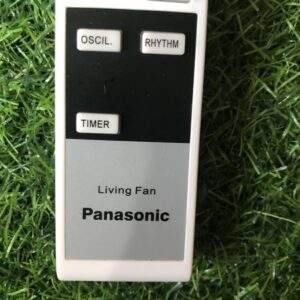 OSCIL. RHYTHM
TIMER
Living Fan
Panasonic